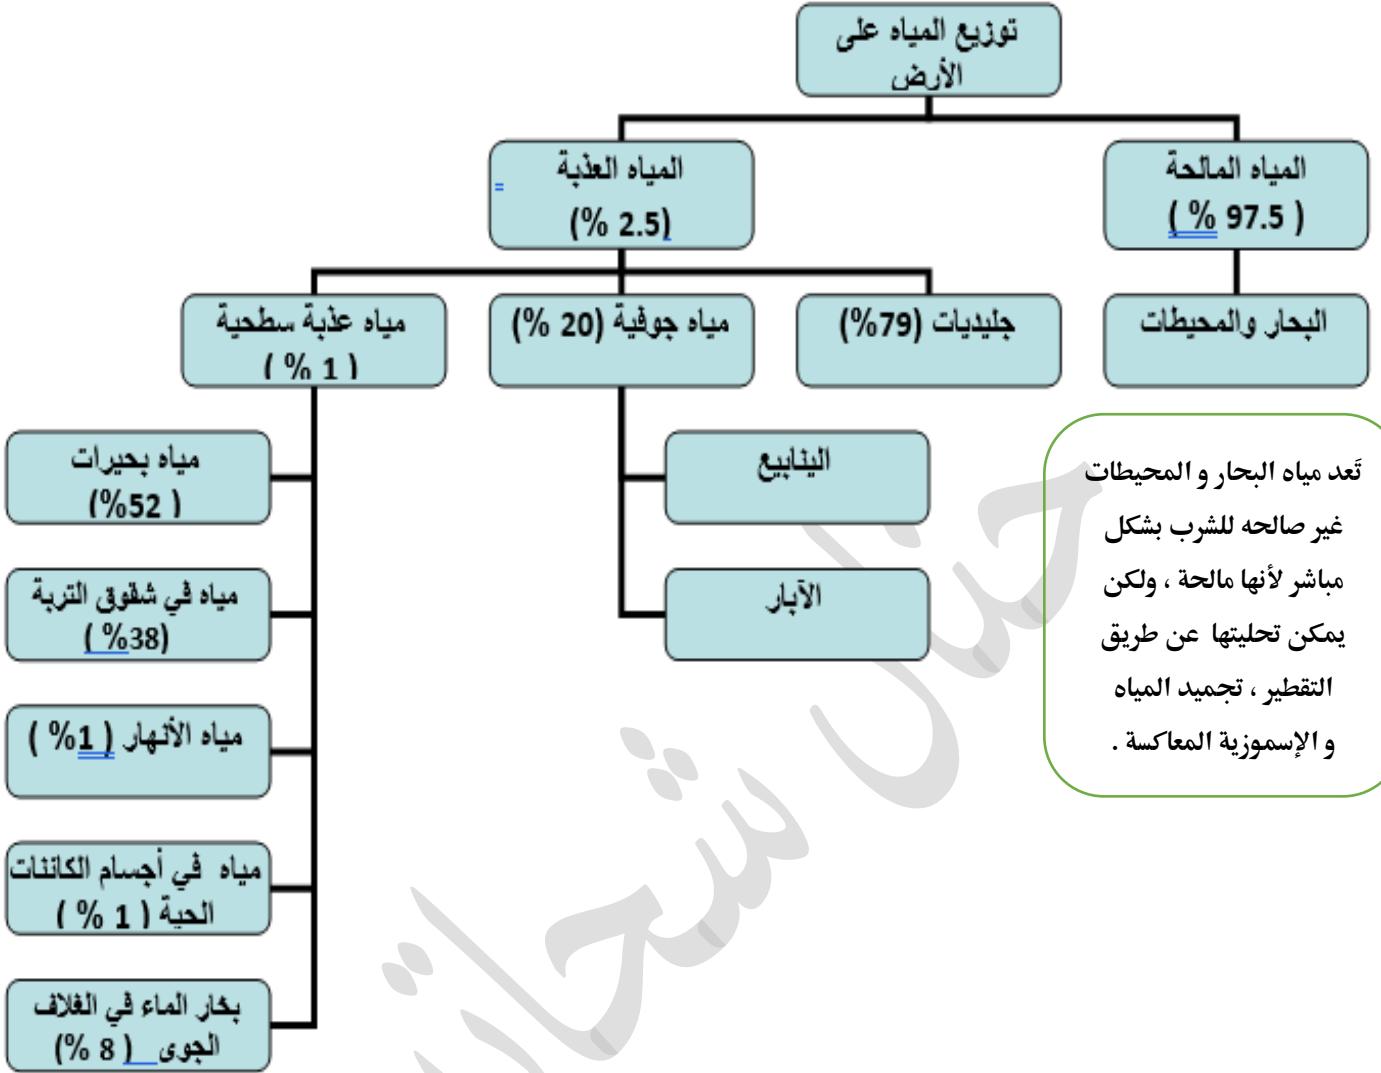 توزيع المياه على
الأرض
المياه المالحة
( 97.5 % )
البحار والمحيطات
المياه العذبة
(2.5 %)
جليديات (79%)
مياه جوفية (20 %)
الينابيع
الآبار
مياه عذبة سطحية
( 1 % )
مياه بحيرات
( 52%)
مياه في شقوق التربة
(38% )
مياه الأنهار ( 1% )
مياه في أجسام الكائنات
الحية ( 1 % )
بخار الماء في الغلاف
الجوى ( 8 %)
تَعد مياه البحار و المحيطات
غير صالحه للشرب بشكل
مباشر لأنها مالحة ، ولكن
يمكن تحليتها عن طريق
التقطير ، تجميد المياه
و الإسموزية المعاكسة .